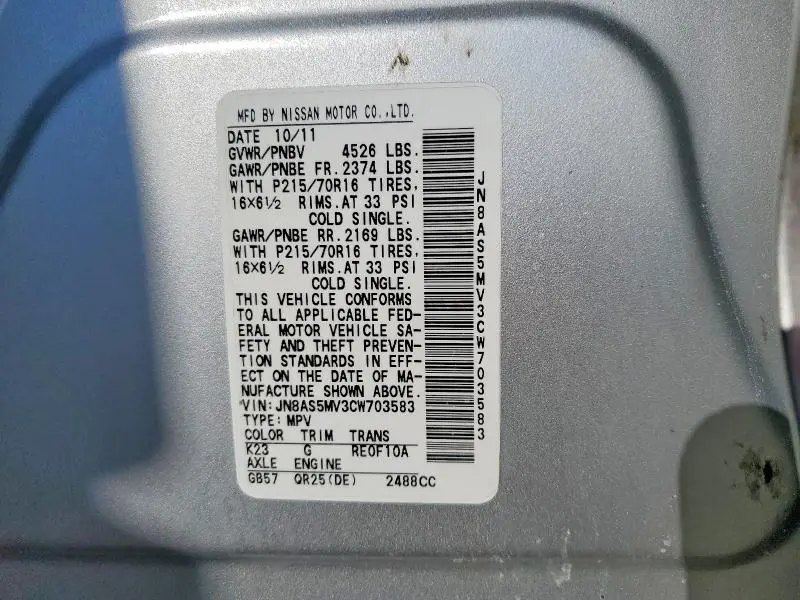 MFD BY NISSAN MOTOR CO.,LTD.
DATE 10/11
GVWR/PNBV 4526 LBS.
GAWR/PNBE FR.2374 LBS.
WITH P215/70R16 TIRES,
16×6½ RIMS.AT 33 PSI
COLD SINGLE.
GAWR/PNBE RR.2169 LBS.
WITH P215/70R16 TIRES,
16×6½ RIMS.AT 33 PSI
COLD SINGLE.
THIS VEHICLE CONFORMS
TO ALL APPLICABLE FED-
ERAL MOTOR VEHICLE SA-
FETY AND THEFT PREVEN-
TION STANDARDS IN EFF-
ECT ON THE DATE OF MA-
NUFACTURE SHOWN ABOVE.
VIN:JN8AS5MV3CW703583
TYPE:MPV
COLOR TRIM TRANS
K23 G RE0F10A
AXLE ENGINE
GB57 QR25(DE) 2488CC
JN8AS5MV3CW703583